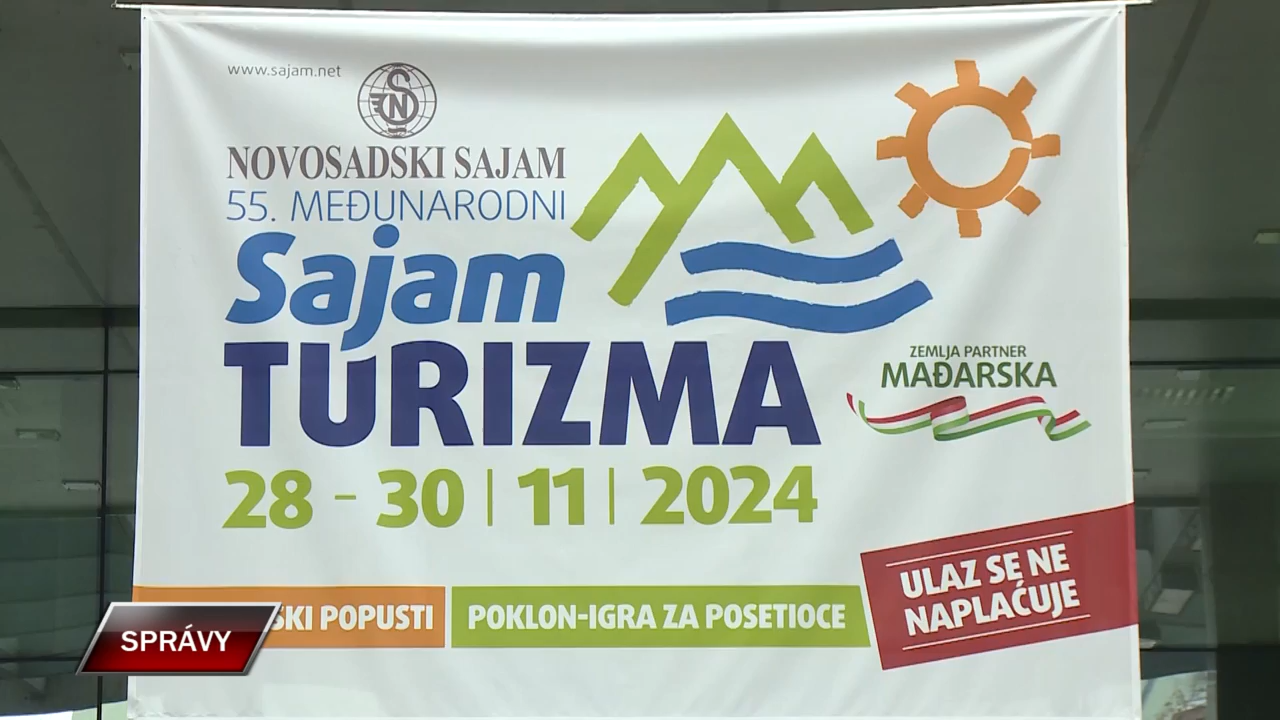 www.sajam.net
NOVOSADSKI SAJAM
55. MEĐUNARODNI
Sajam
TURIZMA
28 - 30 | 11 | 2024
ZEMLJA PARTNER
MAĐARSKA
ULAZ SE NE
NAPLAĆUJE
POPUSTI
POKLON-IGRA ZA POSETIOCE
SPRÁVY